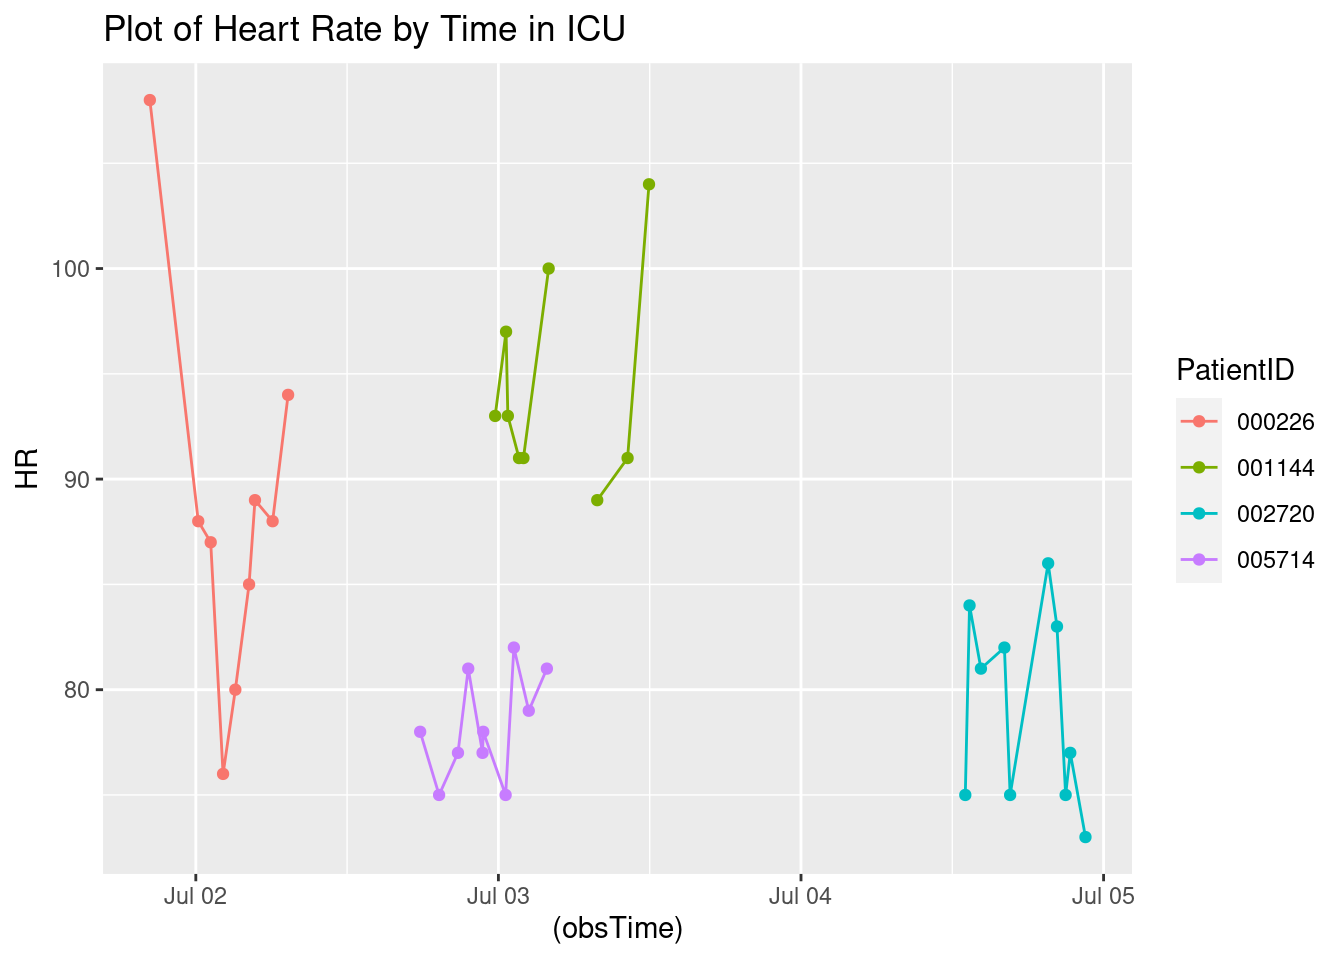 Plot of Heart Rate by Time in ICU
HR
100
90
80
Jul 02
Jul 03
Jul 04
Jul 05
(obsTime)
PatientID
000226
001144
002720
005714